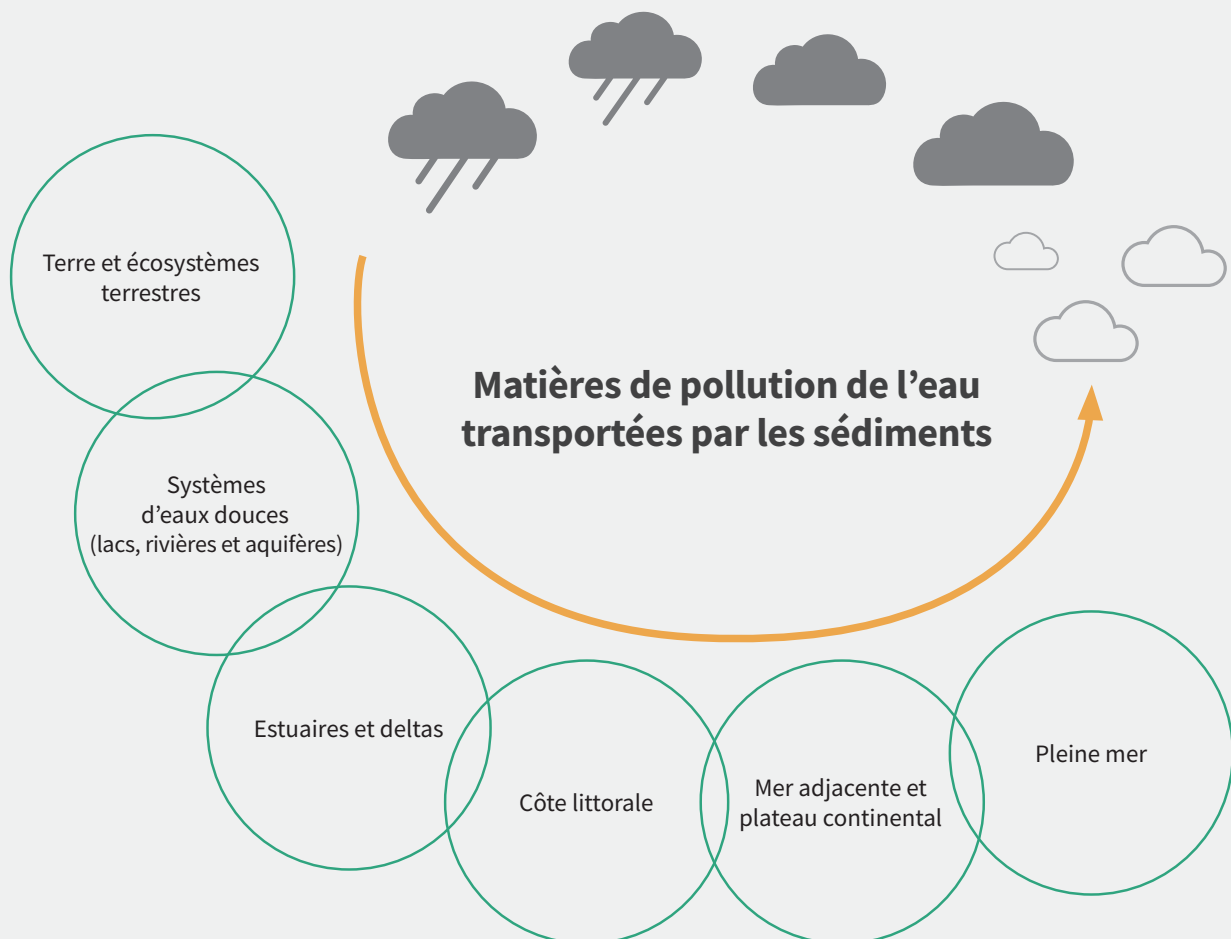 Terre et écosystèmes
terrestres
Matières de pollution de l’eau
transportées par les sédiments
Systèmes
d’eaux douces
(lacs, rivières et aquifères)
Estuaires et deltas
Côte littorale
Mer adjacente et
plateau continental
Pleine mer